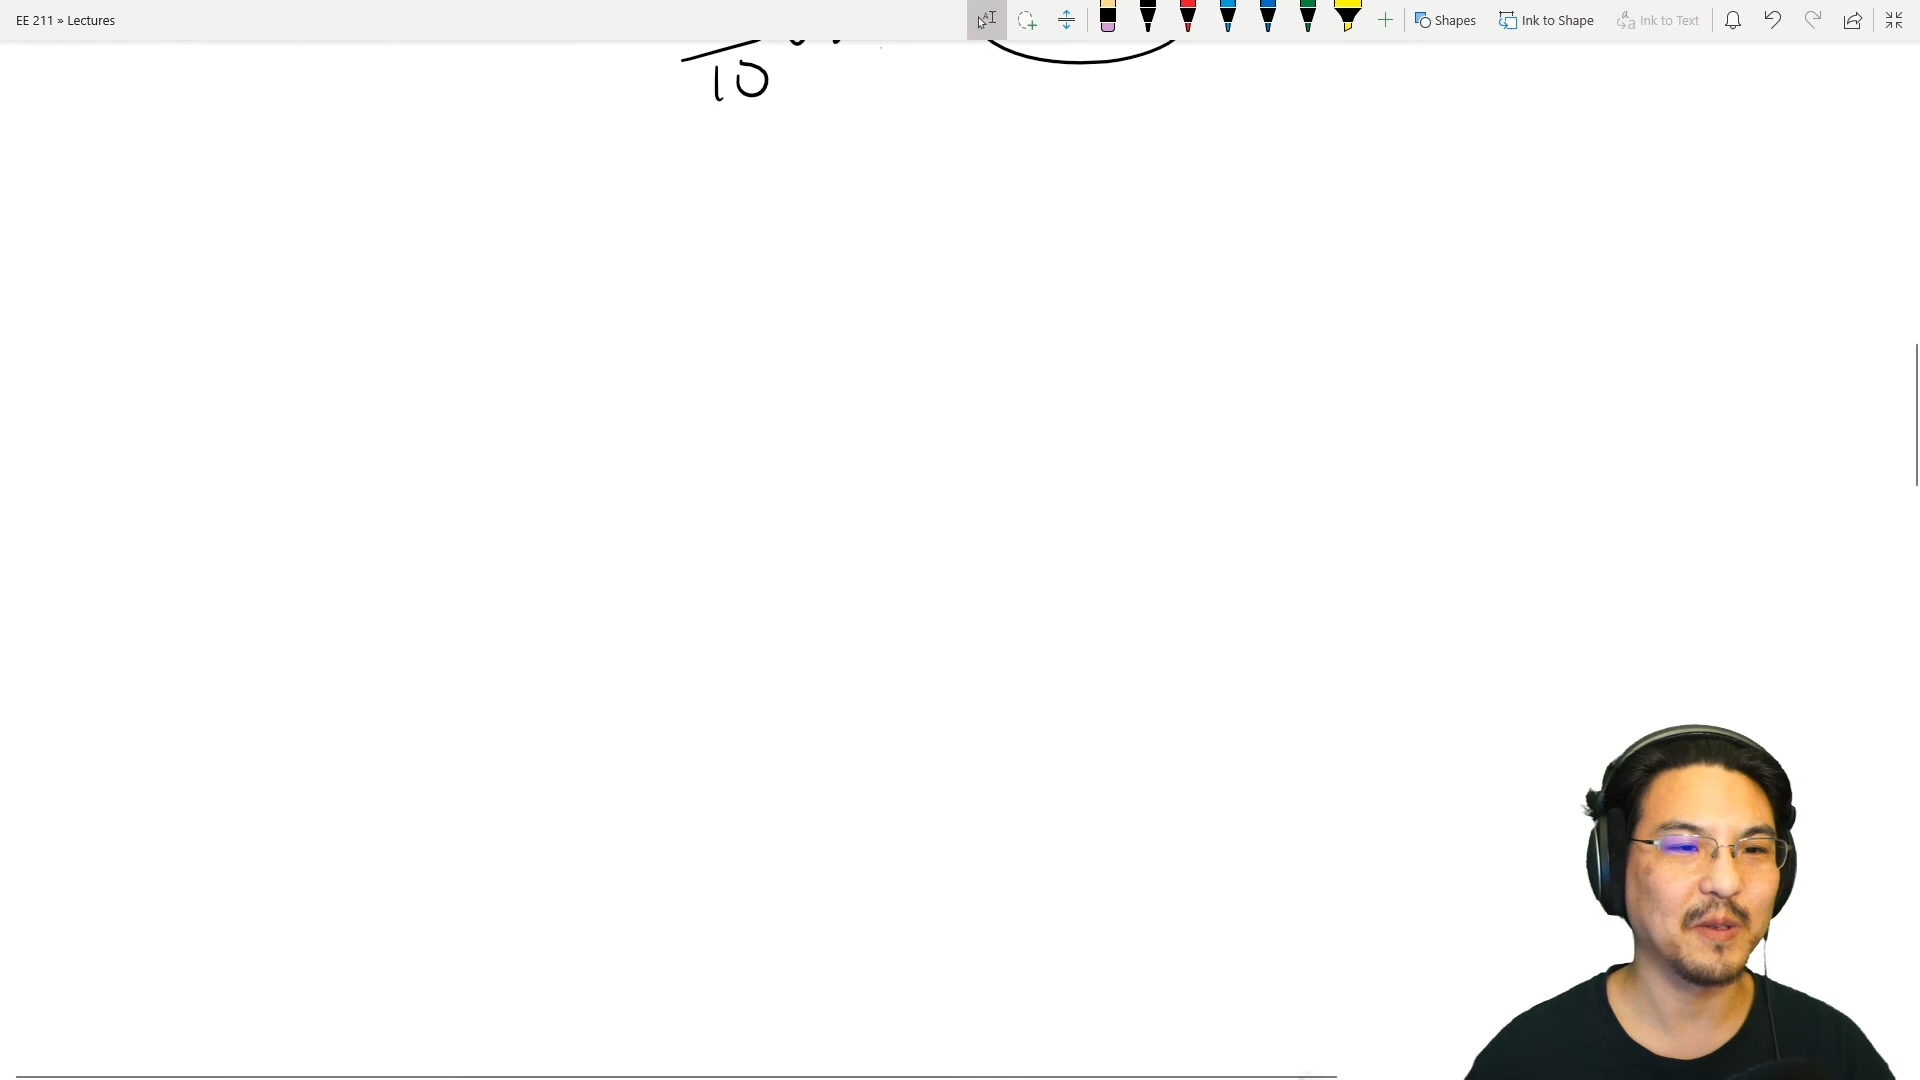 EE 211 » Lectures
Shapes
Ink to Shape
Ink to Text
10